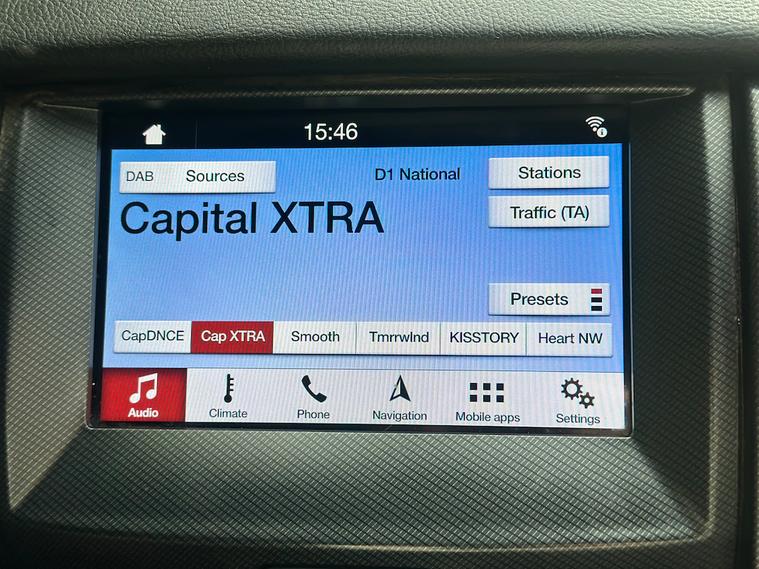 15:46
DAB Sources D1 National Stations
Capital XTRA
Traffic (TA)
Presets
CapDNCE Cap XTRA Smooth Tmrrwlnd KISSTORY Heart NW
Audio Climate Phone Navigation Mobile apps Settings